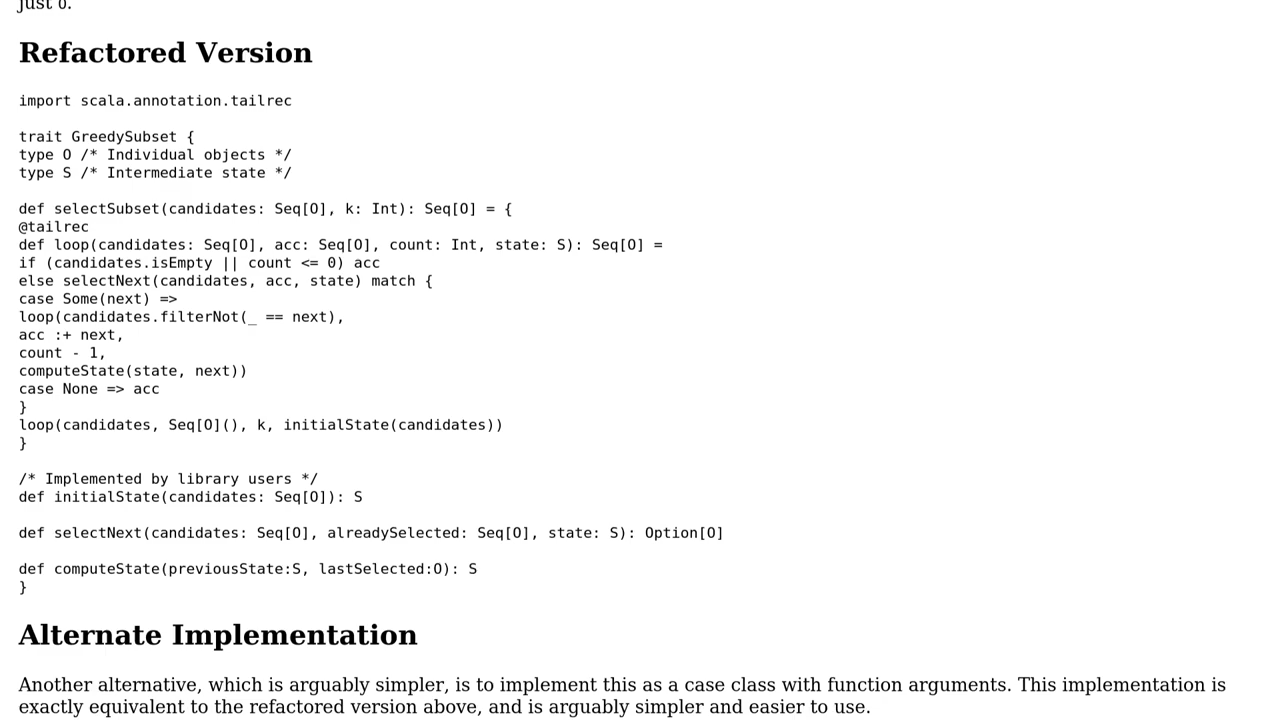 just o.
Refactored Version
import scala.annotation.tailrec
trait GreedySubset {
type O /* Individual objects */
type S /* Intermediate state */
def selectSubset(candidates: Seq[O], k: Int): Seq[O] = {
@tailrec
def loop(candidates: Seq[O], acc: Seq[O], count: Int, state: S): Seq[O] =
if (candidates.isEmpty || count <= 0) acc
else selectNext(candidates, acc, state) match {
case Some(next) =>
loop(candidates.filterNot(_ == next),
acc :+ next,
count - 1,
computeState(state, next))
case None => acc
}
loop(candidates, Seq[O](), k, initialState(candidates))
}
/* Implemented by library users */
def initialState(candidates: Seq[O]): S
def selectNext(candidates: Seq[O], alreadySelected: Seq[O], state: S): Option[O]
def computeState(previousState:S, lastSelected:O): S
}
Alternate Implementation
Another alternative, which is arguably simpler, is to implement this as a case class with function arguments. This implementation is
exactly equivalent to the refactored version above, and is arguably simpler and easier to use.